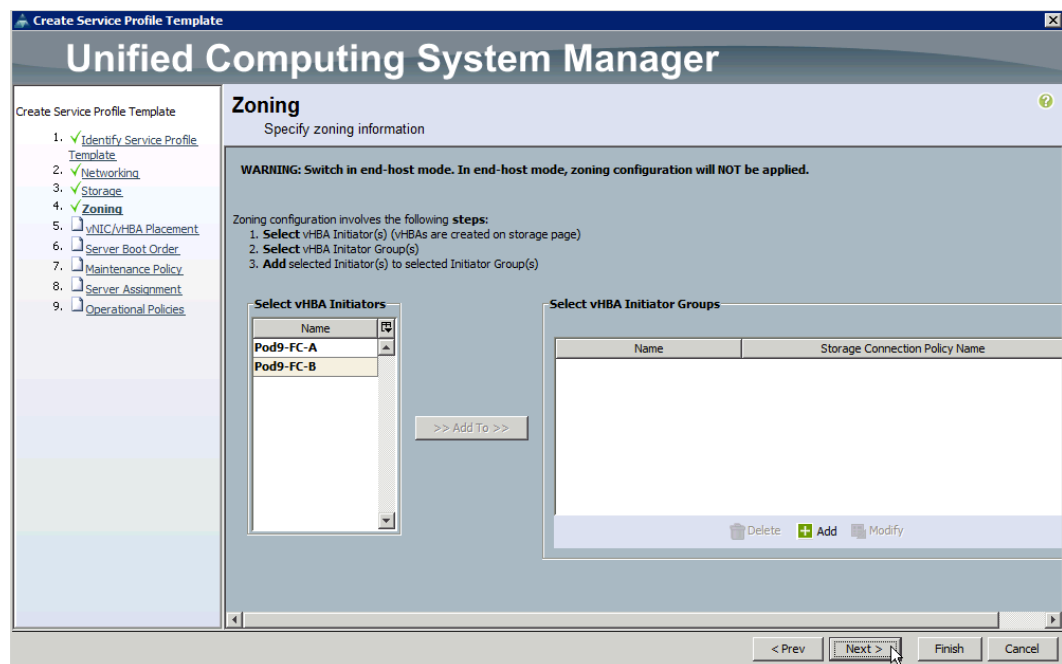 Create Service Profile Template
Unified Computing System Manager
Create Service Profile Template
1. Identify Service Profile
Template
2. Networking
3. Storage
4. Zoning
5. vNIC/vHBA Placement
6. Server Boot Order
7. Maintenance Policy
8. Server Assignment
9. Operational Policies
Zoning
Specify zoning information
WARNING: Switch in end-host mode. In end-host mode, zoning configuration will NOT be applied.
Zoning configuration involves the following steps:
1. Select vHBA Initiator(s) (vHBAs are created on storage page)
2. Select vHBA Initator Group(s)
3. Add selected Initiator(s) to selected Initiator Group(s)
Select vHBA Initiators
Name
Pod9-FC-A
Pod9-FC-B
>> Add To >>
Select vHBA Initiator Groups
Name Storage Connection Policy Name
Delete Add Modify
< Prev Next > Finish Cancel